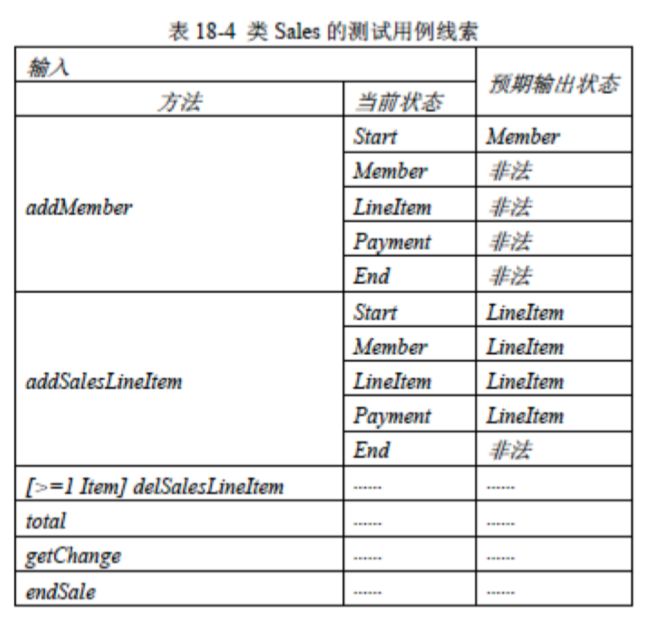 表 18-4 类 Sales 的测试用例线索
输入 预期输出状态
方法 当前状态
addMember Start Member
Member 非法
LineItem 非法
Payment 非法
End 非法
addSalesLineItem Start LineItem
Member LineItem
LineItem LineItem
Payment LineItem
End 非法
[>=1 Item] delSalesLineItem ...... ......
total ...... ......
getChange ...... ......
endSale ...... ......